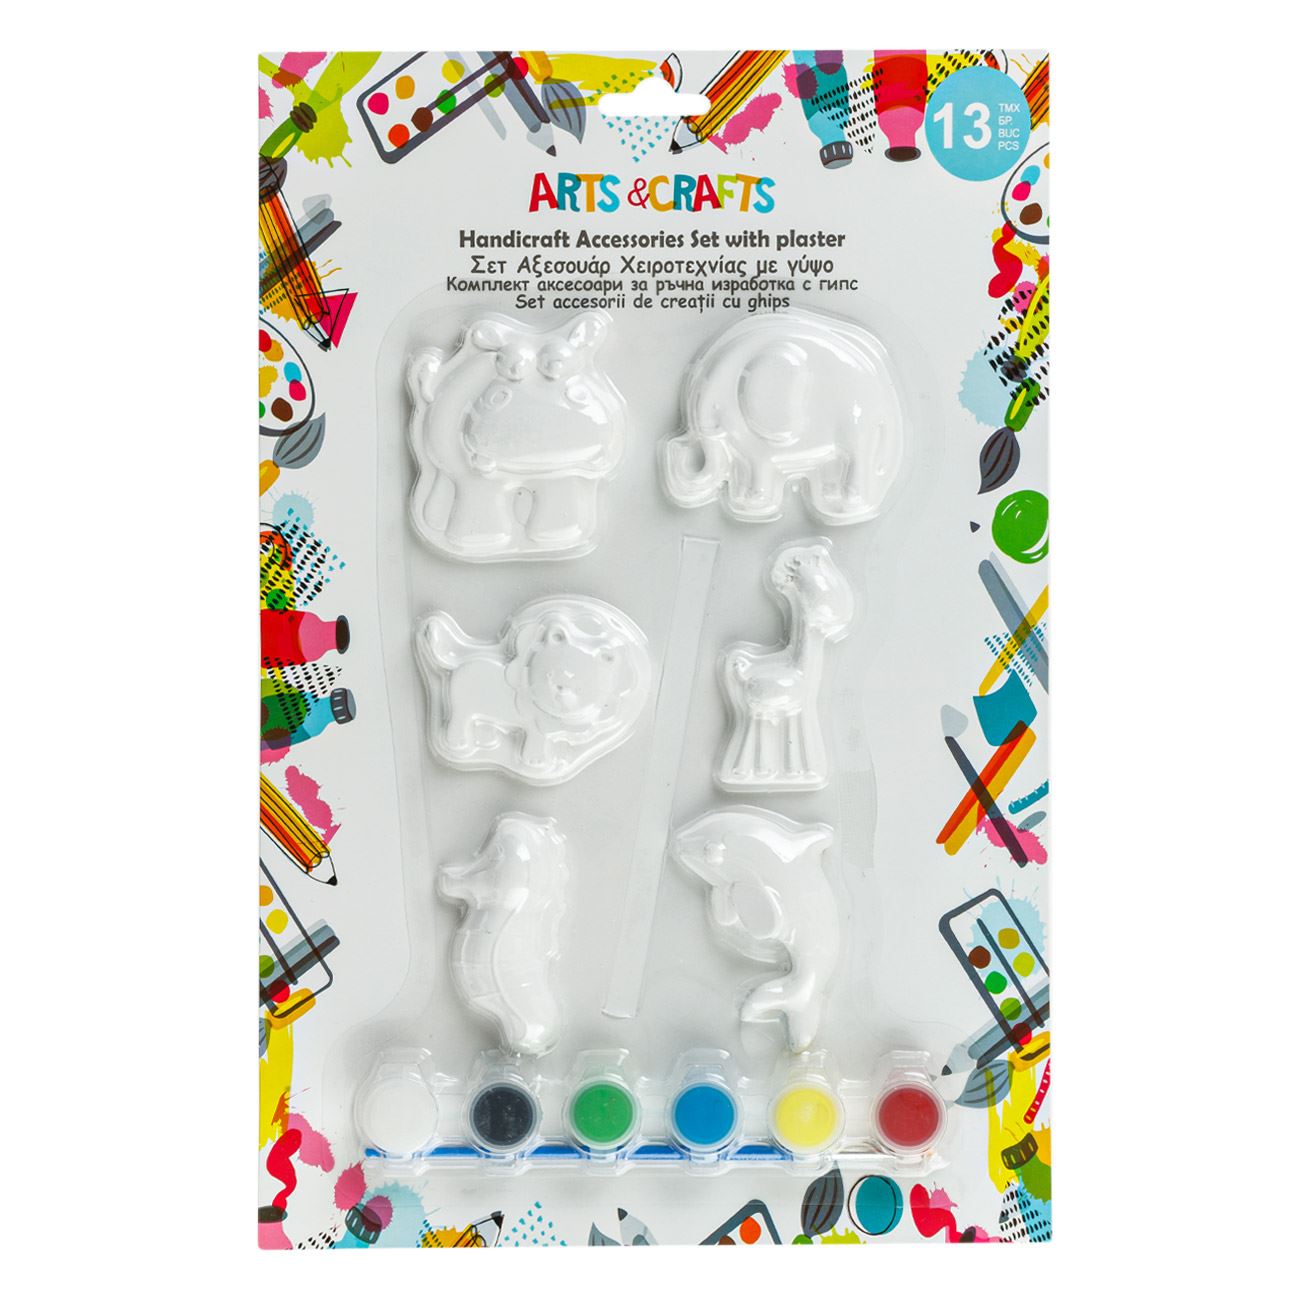 13
ΤΜΧ
БР.
BUC
PCS
ARTS &CRAFTS
Handicraft Accessories Set with plaster
Σετ Αξεσουάρ Χειροτεχνίας με γύψο
Комплект аксесоари за ръчна изработка с гипс
Set accesorii de creații cu ghips